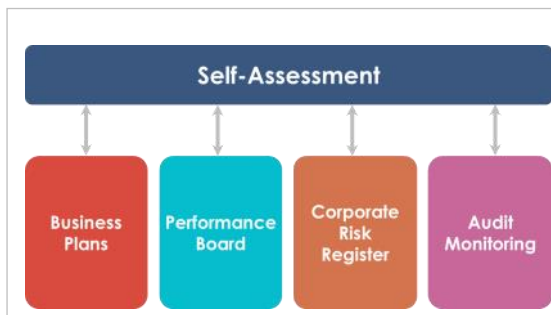 Self-Assessment
Business
Plans
Performance
Board
Corporate
Risk
Register
Audit
Monitoring